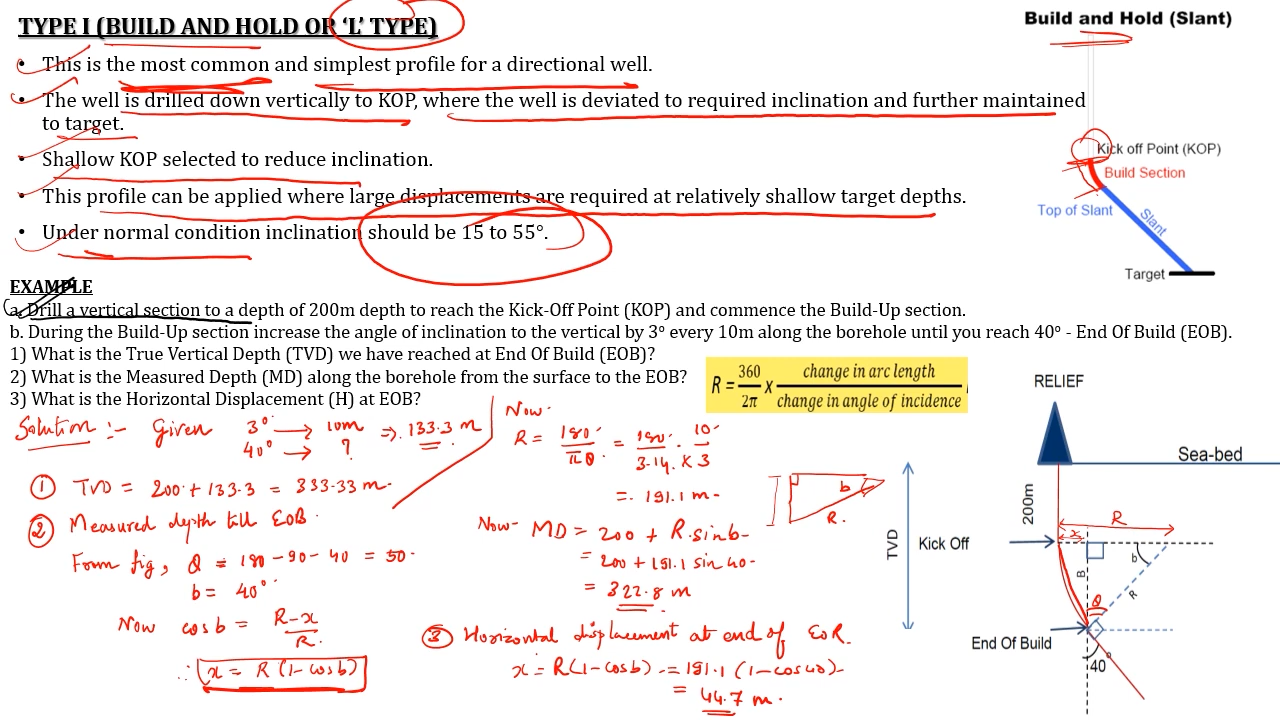 TYPE I (BUILD AND HOLD OR ‘L’ TYPE)
• This is the most common and simplest profile for a directional well.
• The well is drilled down vertically to KOP, where the well is deviated to required inclination and further maintained
to target.
• Shallow KOP selected to reduce inclination.
• This profile can be applied where large displacements are required at relatively shallow target depths.
• Under normal condition inclination should be 15 to 55°.
Build and Hold (Slant)
Kick off Point (KOP)
Build Section
Top of Slant
Slant
Target
EXAMPLE
a. Drill a vertical section to a depth of 200m depth to reach the Kick-Off Point (KOP) and commence the Build-Up section.
b. During the Build-Up section increase the angle of inclination to the vertical by 3° every 10m along the borehole until you reach 40° - End Of Build (EOB).
1) What is the True Vertical Depth (TVD) we have reached at End Of Build (EOB)?
2) What is the Measured Depth (MD) along the borehole from the surface to the EOB?
3) What is the Horizontal Displacement (H) at EOB?
R = 360/2π x change in arc length/change in angle of incidence
Solution :- Given 3° → 10m ⇒ 133.3 m
40° → ?
① TVD = 200 + 133.3 = 333.33 m
② Measured depth till EOB
From fig, θ = 180 - 90 - 40 = 50
b = 40°
Now cos b = R-x/R
∴ x = R (1 - cos b)
Now
R = 180/πθ = 180/3.14 × 10/3
= 191.1 m
b
R
Now MD = 200 + R sin b
= 200 + 191.1 sin 40
= 322.8 m
③ Horizontal displacement at end of EOR.
x = R(1-cosb) = 191.1 (1-cos40)
= 44.7 m
RELIEF
Sea-bed
200m
R
x
TVD
Kick Off
B
b
R
θ
End Of Build
40°